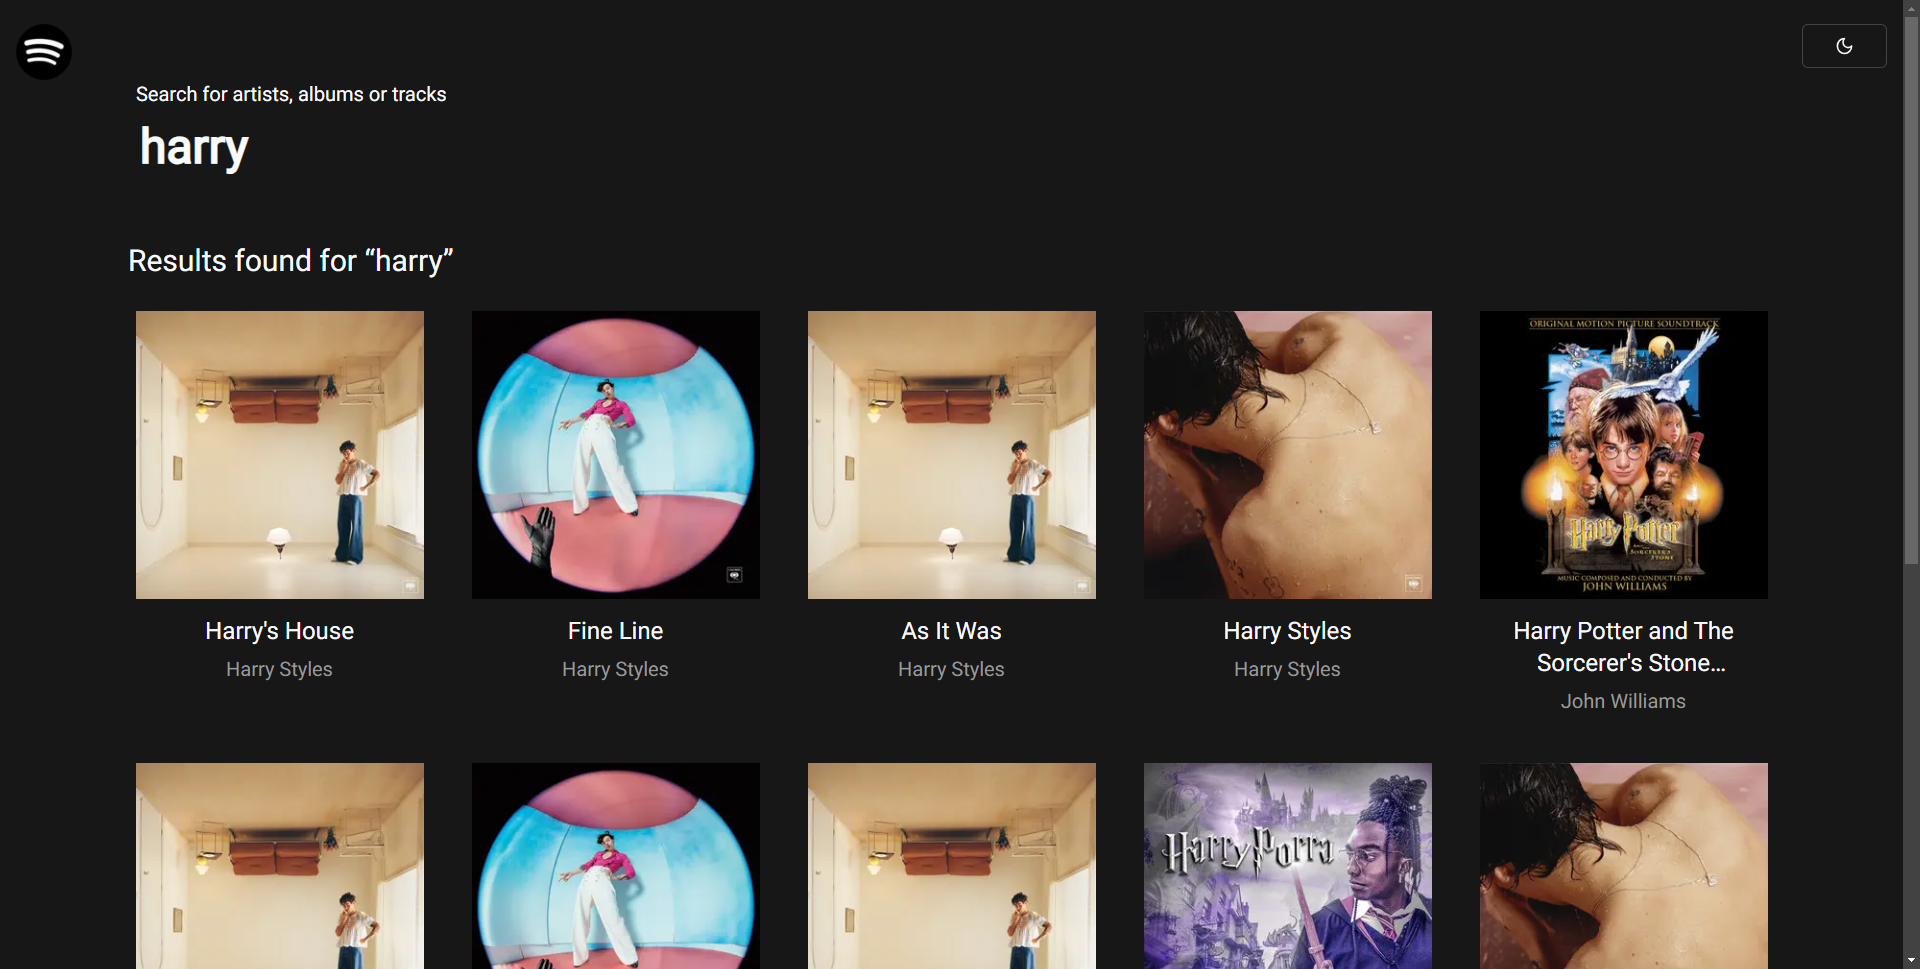 Search for artists, albums or tracks
harry
Results found for “harry”
ORIGINAL MOTION PICTURE SOUNDTRACK
Harry Potter
AND THE
SORCERER'S STONE
MUSIC COMPOSED AND CONDUCTED BY
JOHN WILLIAMS
Harry's House
Harry Styles
Fine Line
Harry Styles
As It Was
Harry Styles
Harry Styles
Harry Styles
Harry Potter and The
Sorcerer's Stone...
John Williams
Harry Porra